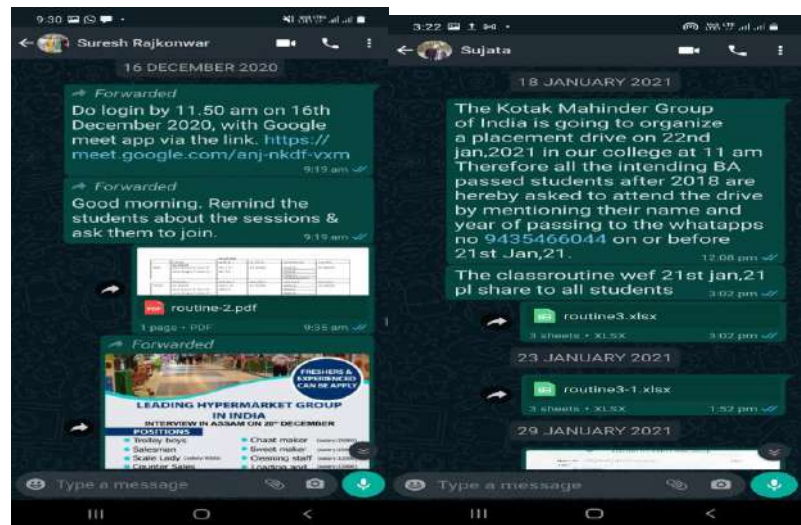 9:30
Suresh Rajkonwar
16 DECEMBER 2020
Forwarded
Do login by 11.50 am on 16th
December 2020, with Google
meet app via the link. https://
meet.google.com/anj-nkdf-vxm
9:19 am
Forwarded
Good morning. Remind the
students about the sessions &
ask them to join.
9:19 am
routine-2.pdf
1 page • PDF
9:35 am
Forwarded
FRESHERS &
EXPERIENCED
CAN BE APPLY
LEADING HYPERMARKET GROUP
IN INDIA
INTERVIEW IN ASSAM ON 20th DECEMBER
POSITIONS
Trolley boys
Salesman
Scale Lady
Counter Sales
Chaat maker
Sweet maker
Cleaning staff
Loading and
Type a message
3:22
Sujata
18 JANUARY 2021
The Kotak Mahinder Group
of India is going to organize
a placement drive on 22nd
jan,2021 in our college at 11 am
Therefore all the intending BA
passed students after 2018 are
hereby asked to attend the drive
by mentioning their name and
year of passing to the whatapps
no 9435466044 on or before
21st Jan,21.
12:08 pm
The classroutine wef 21st jan,21
pl share to all students
3:02 pm
routine3.xlsx
3 sheets • XLSX
3:02 pm
23 JANUARY 2021
routine3-1.xlsx
3 sheets • XLSX
1:52 pm
29 JANUARY 2021
Type a message